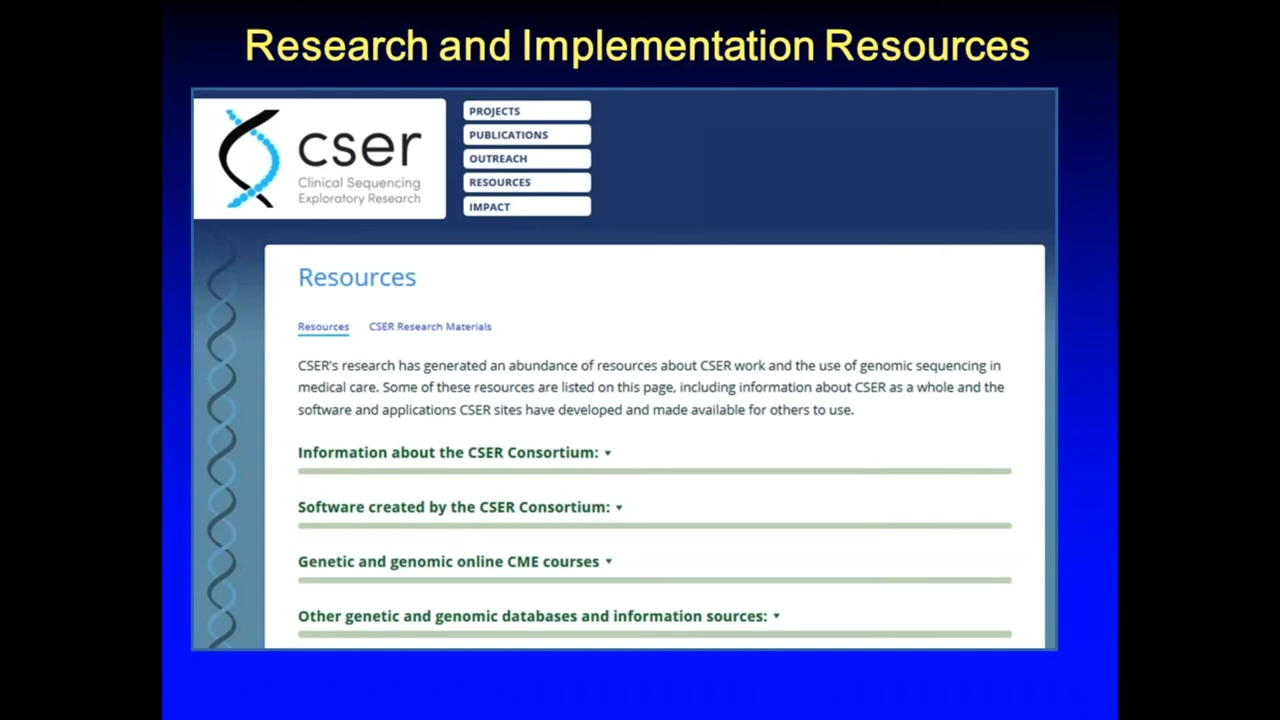 Research and Implementation Resources
cser
Clinical Sequencing
Exploratory Research
PROJECTS
PUBLICATIONS
OUTREACH
RESOURCES
IMPACT
Resources
Resources CSER Research Materials
CSER's research has generated an abundance of resources about CSER work and the use of genomic sequencing in
medical care. Some of these resources are listed on this page, including information about CSER as a whole and the
software and applications CSER sites have developed and made available for others to use.
Information about the CSER Consortium:
Software created by the CSER Consortium:
Genetic and genomic online CME courses
Other genetic and genomic databases and information sources: